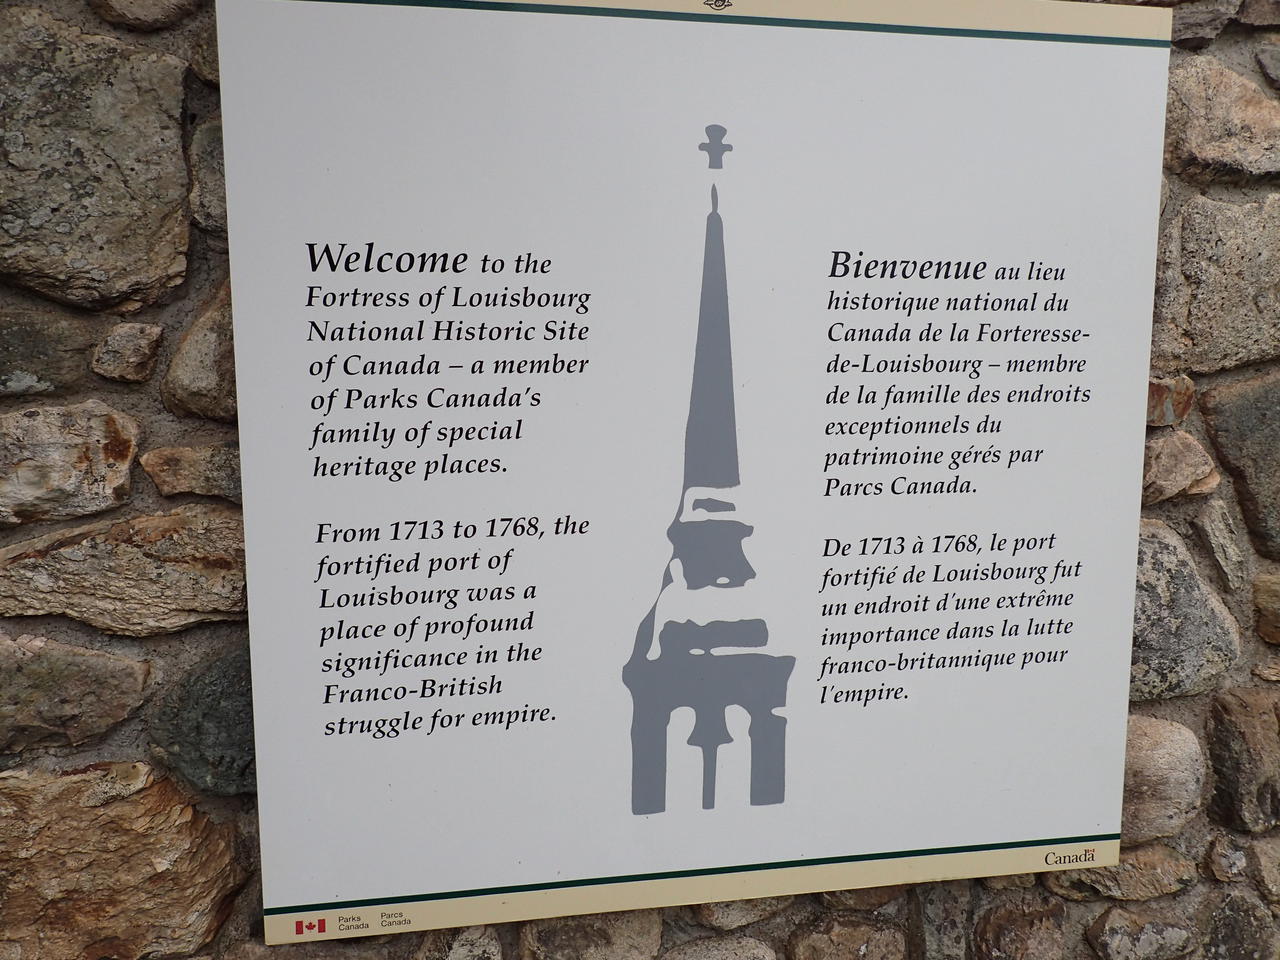 Welcome to the
Fortress of Louisbourg
National Historic Site
of Canada – a member
of Parks Canada's
family of special
heritage places.
From 1713 to 1768, the
fortified port of
Louisbourg was a
place of profound
significance in the
Franco-British
struggle for empire.
Bienvenue au lieu
historique national du
Canada de la Forteresse-
de-Louisbourg – membre
de la famille des endroits
exceptionnels du
patrimoine gérés par
Parcs Canada.
De 1713 à 1768, le port
fortifié de Louisbourg fut
un endroit d'une extrême
importance dans la lutte
franco-britannique pour
l'empire.
Parks
Canada
Parcs
Canada
Canada